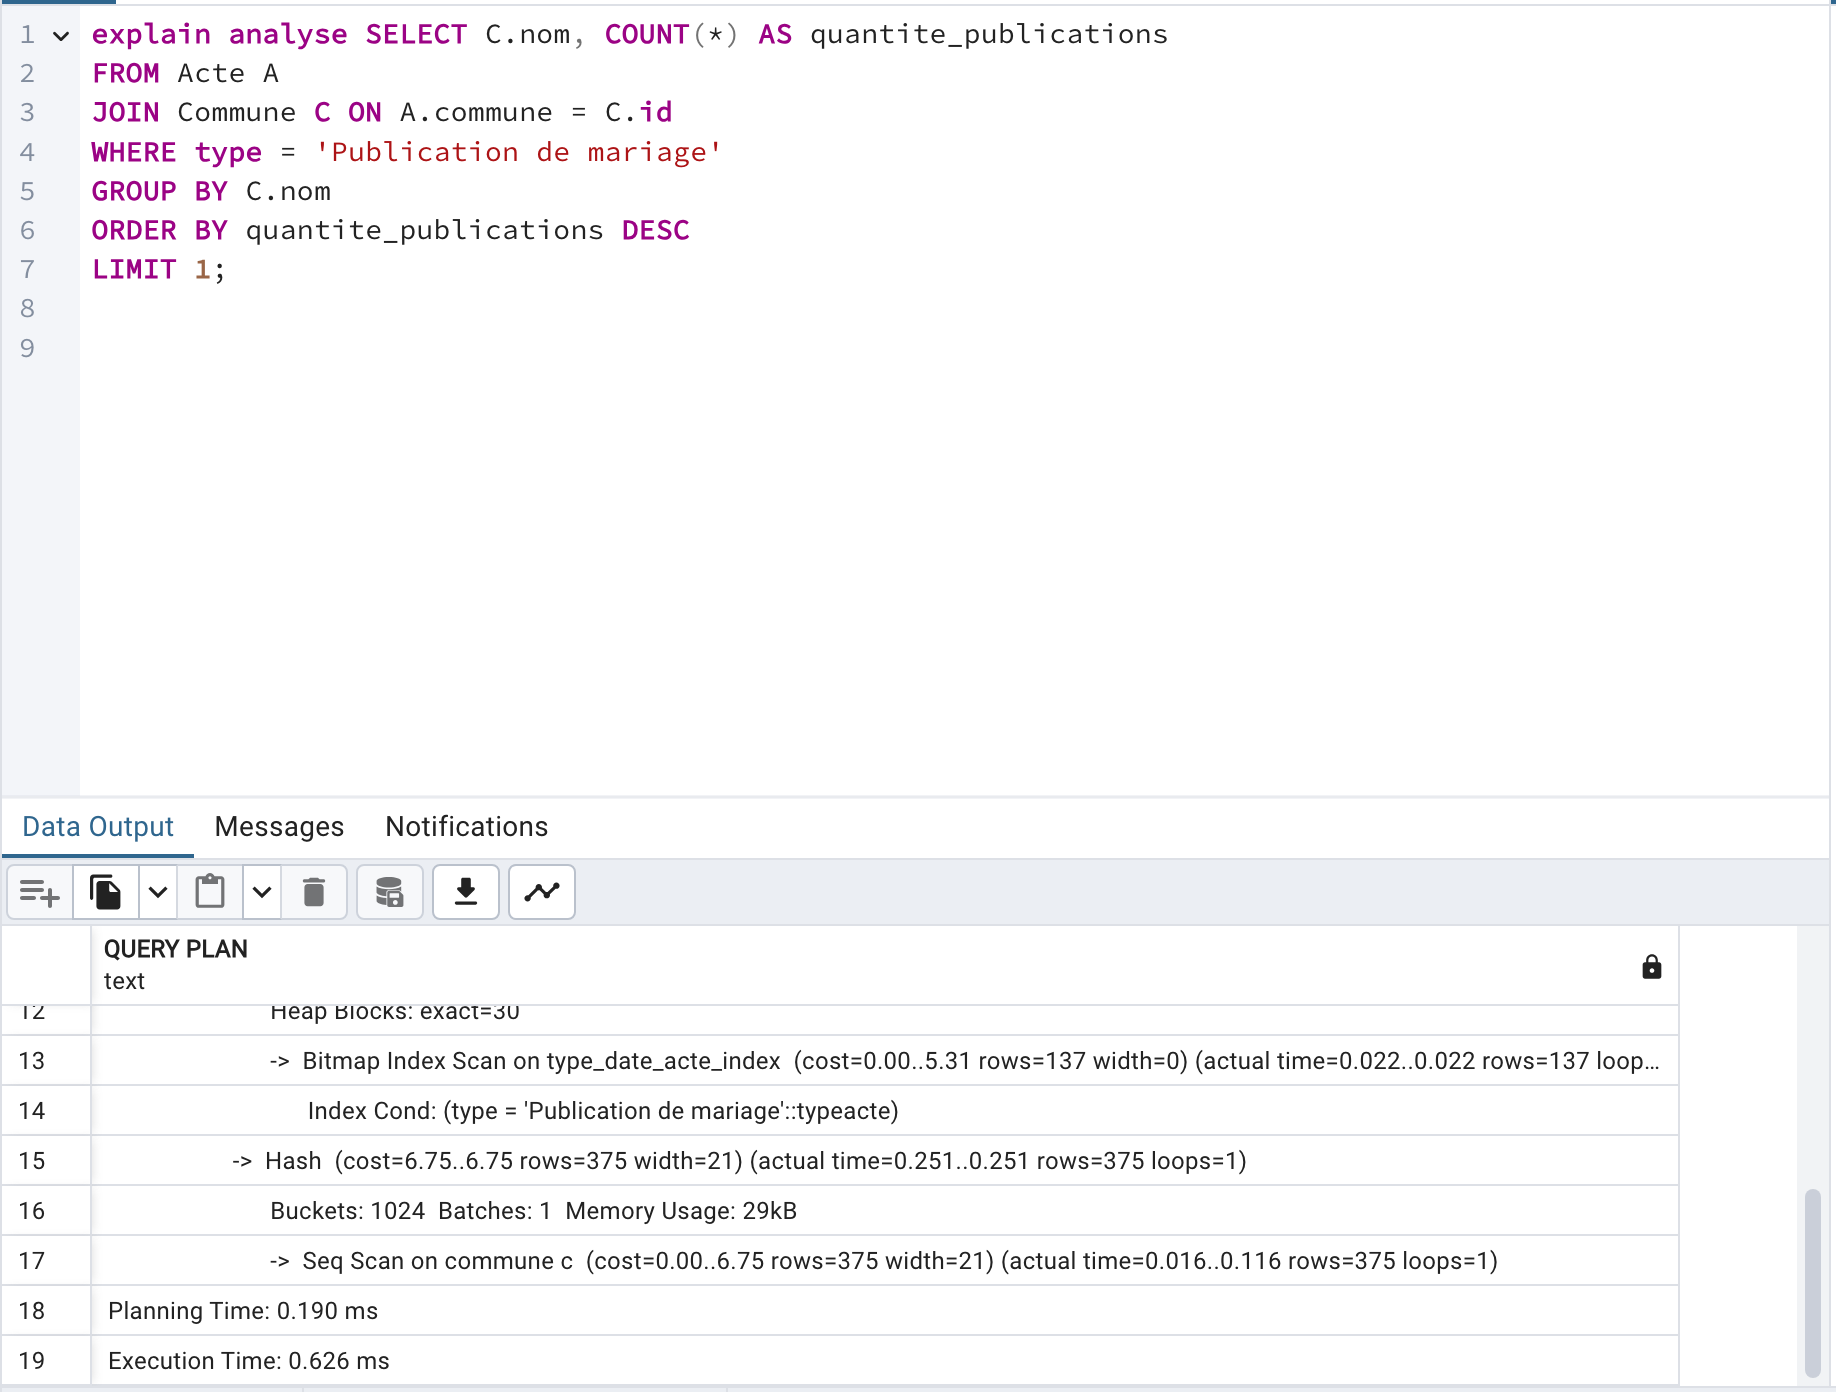 1 explain analyse SELECT C.nom, COUNT(*) AS quantite_publications
2 FROM Acte A
3 JOIN Commune C ON A.commune = C.id
4 WHERE type = 'Publication de mariage'
5 GROUP BY C.nom
6 ORDER BY quantite_publications DESC
7 LIMIT 1;
8
9
Data Output Messages Notifications
QUERY PLAN
text
12 Heap Blocks: exact=30
13 -> Bitmap Index Scan on type_date_acte_index (cost=0.00..5.31 rows=137 width=0) (actual time=0.022..0.022 rows=137 loop...
14 Index Cond: (type = 'Publication de mariage'::typeacte)
15 -> Hash (cost=6.75..6.75 rows=375 width=21) (actual time=0.251..0.251 rows=375 loops=1)
16 Buckets: 1024 Batches: 1 Memory Usage: 29kB
17 -> Seq Scan on commune c (cost=0.00..6.75 rows=375 width=21) (actual time=0.016..0.116 rows=375 loops=1)
18 Planning Time: 0.190 ms
19 Execution Time: 0.626 ms